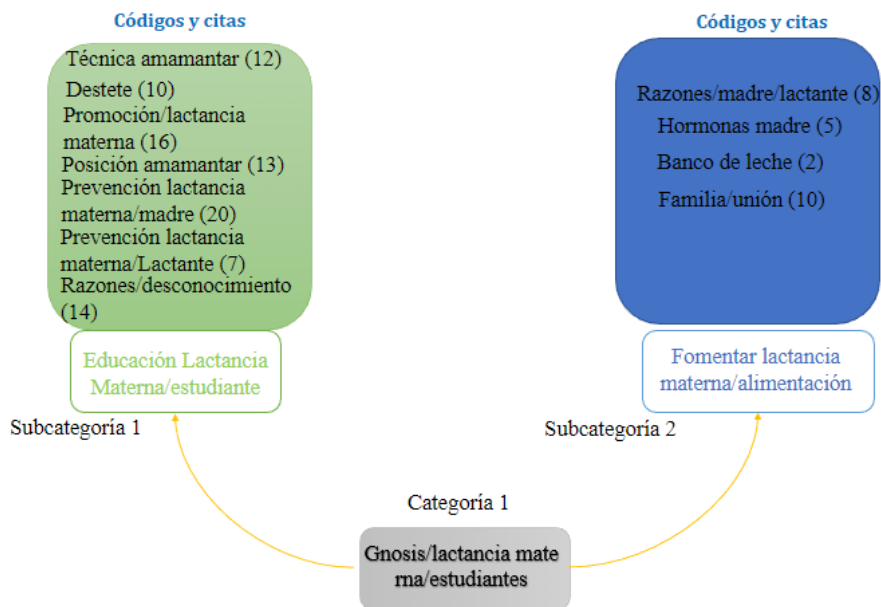 Códigos y citas
Técnica amamantar (12)
Destete (10)
Promoción/lactancia
materna (16)
Posición amamantar (13)
Prevención lactancia
materna/madre (20)
Prevención lactancia
materna/Lactante (7)
Razones/desconocimiento
(14)
Educación Lactancia
Materna/estudiante
Subcategoría 1
Códigos y citas
Razones/madre/lactante (8)
Hormonas madre (5)
Banco de leche (2)
Familia/unión (10)
Fomentar lactancia
materna/alimentación
Subcategoría 2
Categoría 1
Gnosis/lactancia mate
rna/estudiantes